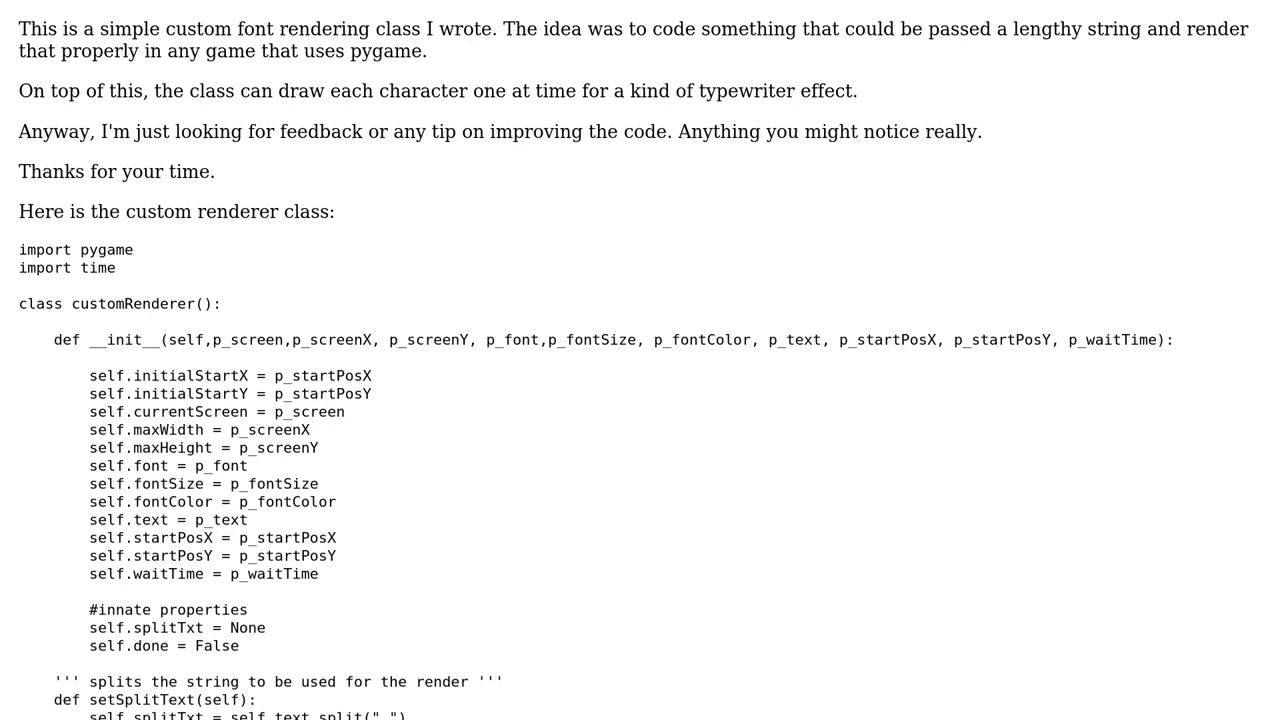 This is a simple custom font rendering class I wrote. The idea was to code something that could be passed a lengthy string and render
that properly in any game that uses pygame.
On top of this, the class can draw each character one at time for a kind of typewriter effect.
Anyway, I'm just looking for feedback or any tip on improving the code. Anything you might notice really.
Thanks for your time.
Here is the custom renderer class:
import pygame
import time
class customRenderer():
    def __init__(self,p_screen,p_screenX, p_screenY, p_font,p_fontSize, p_fontColor, p_text, p_startPosX, p_startPosY, p_waitTime):
        self.initialStartX = p_startPosX
        self.initialStartY = p_startPosY
        self.currentScreen = p_screen
        self.maxWidth = p_screenX
        self.maxHeight = p_screenY
        self.font = p_font
        self.fontSize = p_fontSize
        self.fontColor = p_fontColor
        self.text = p_text
        self.startPosX = p_startPosX
        self.startPosY = p_startPosY
        self.waitTime = p_waitTime
        #innate properties
        self.splitTxt = None
        self.done = False
    ''' splits the string to be used for the render '''
    def setSplitText(self):
        self.splitTxt = self.text.split(" ")